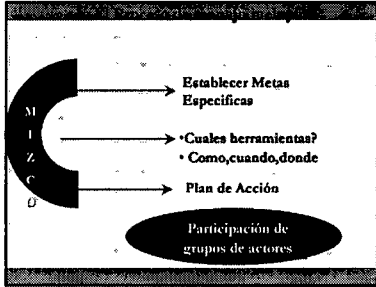 Establecer Metas
Especificas
M
I
Z
C
•Cuales herramientas?
• Como,cuando,donde
Plan de Acción
Participación de
grupos de actores